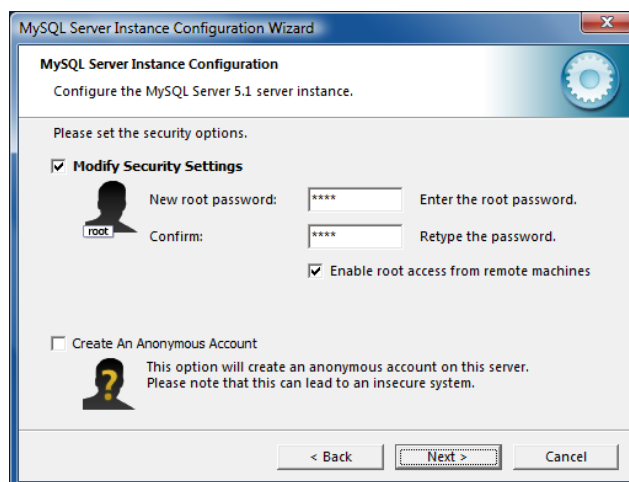 MySQL Server Instance Configuration Wizard
MySQL Server Instance Configuration
Configure the MySQL Server 5.1 server instance.
Please set the security options.
Modify Security Settings
root
New root password: **** Enter the root password.
Confirm: **** Retype the password.
Enable root access from remote machines
Create An Anonymous Account
This option will create an anonymous account on this server.
Please note that this can lead to an insecure system.
< Back Next > Cancel